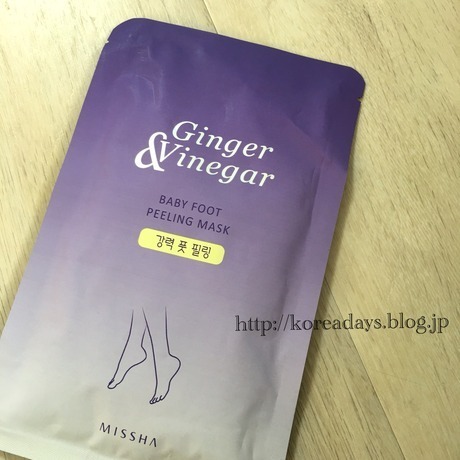 Ginger
&Vinegar
BABY FOOT
PEELING MASK
강력 풋 필링
http://koreadays.blog.jp
MISSHA